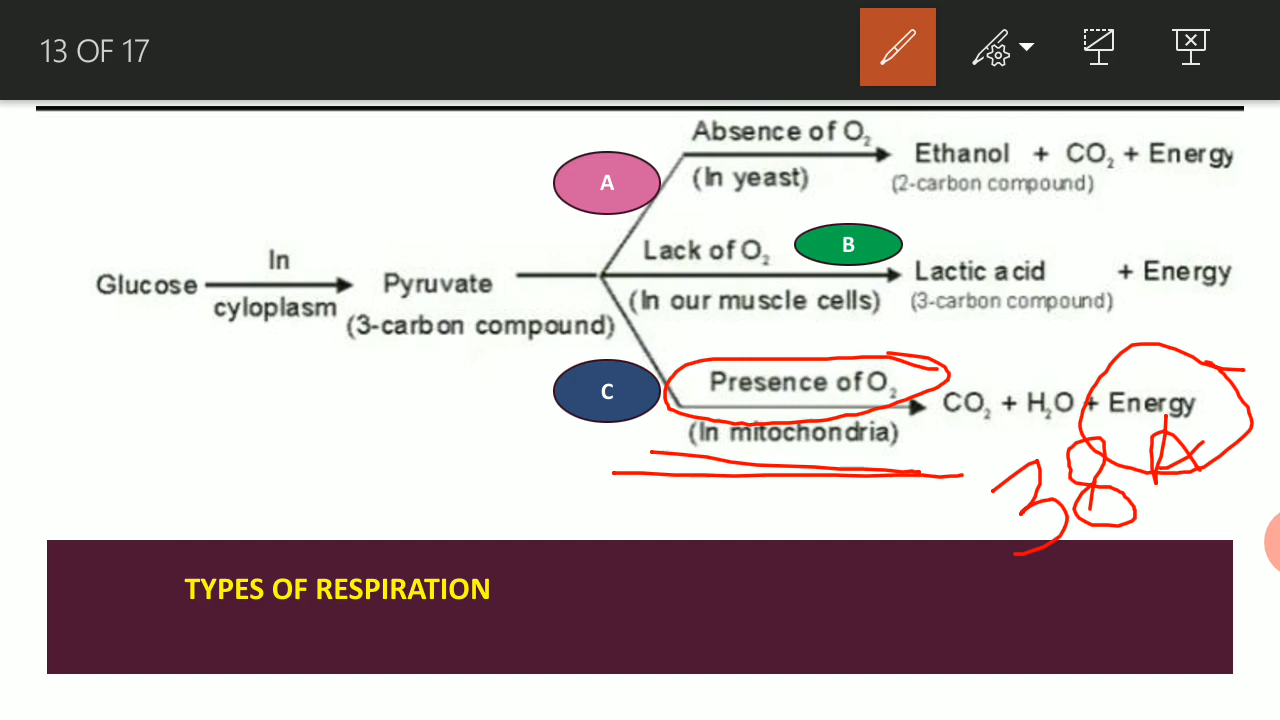 13 OF 17
Absence of O₂
(In yeast)
Ethanol + CO₂ + Energy
(2-carbon compound)
A
B
Lack of O₂
(In our muscle cells)
Lactic acid + Energy
(3-carbon compound)
Glucose
In
cyloplasm
Pyruvate
(3-carbon compound)
C
Presence of O₂
(In mitochondria)
CO₂ + H₂O + Energy
38 A
TYPES OF RESPIRATION